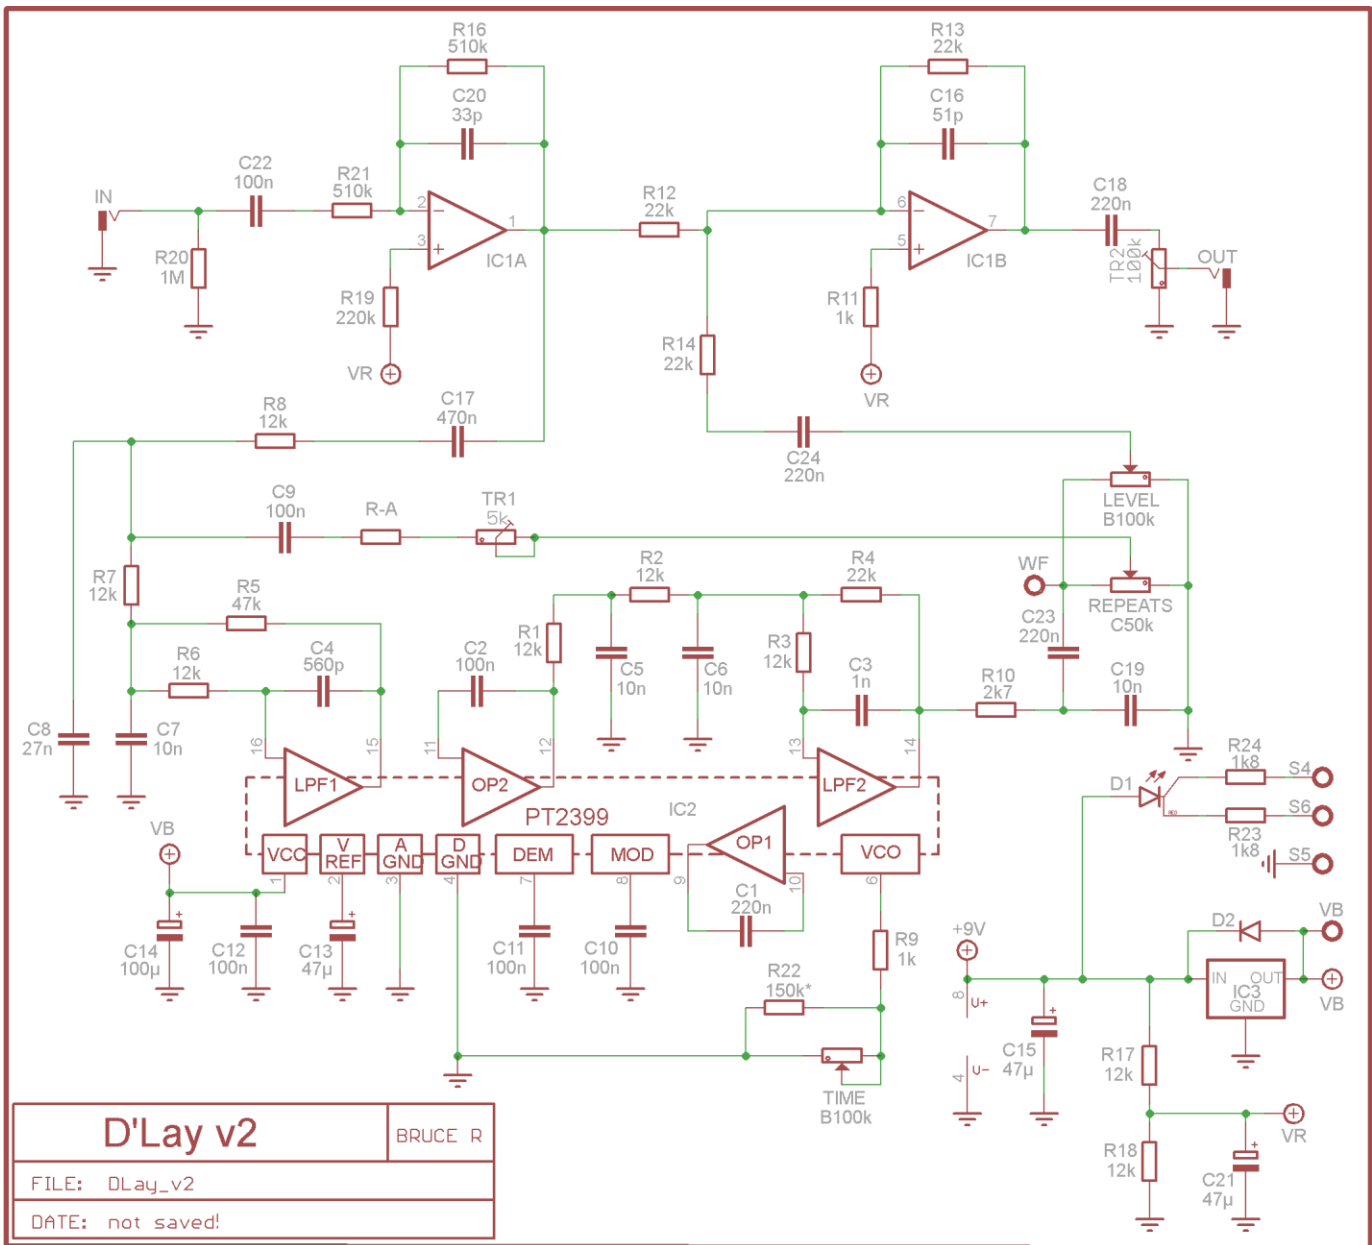 R16
510k
C20
33p
R13
22k
C16
51p
C22
100n
R21
510k
IN
2
3
1
IC1A
R20
1M
R19
220k
VR
R12
22k
6
5
7
IC1B
R11
1k
VR
R14
22k
C18
220n
TR2
100k
OUT
R8
12k
C17
470n
C24
220n
LEVEL
B100k
C9
100n
R-A
TR1
5k
WF
REPEATS
C50k
R7
12k
R5
47k
R6
12k
C4
560p
R1
12k
C2
100n
R2
12k
C5
10n
C6
10n
R3
12k
R4
22k
C3
1n
R10
2k7
C23
220n
C19
10n
C8
27n
C7
10n
16
15
11
12
13
14
LPF1
OP2
LPF2
PT2399
IC2
OP1
VCC
V
REF
A
GND
D
GND
DEM
MOD
VCO
1
2
3
4
7
8
9
10
6
VB
C14
100µ
C12
100n
C13
47µ
C11
100n
C10
100n
C1
220n
R9
1k
R22
150k*
TIME
B100k
D1
RED
R24
1k8
S4
R23
1k8
S6
S5
+9V
8
V+
4
V-
C15
47µ
D2
VB
IN
OUT
IC3
GND
VB
R17
12k
R18
12k
VR
C21
47µ
D'Lay v2
BRUCE R
FILE: DLay_v2
DATE: not saved!